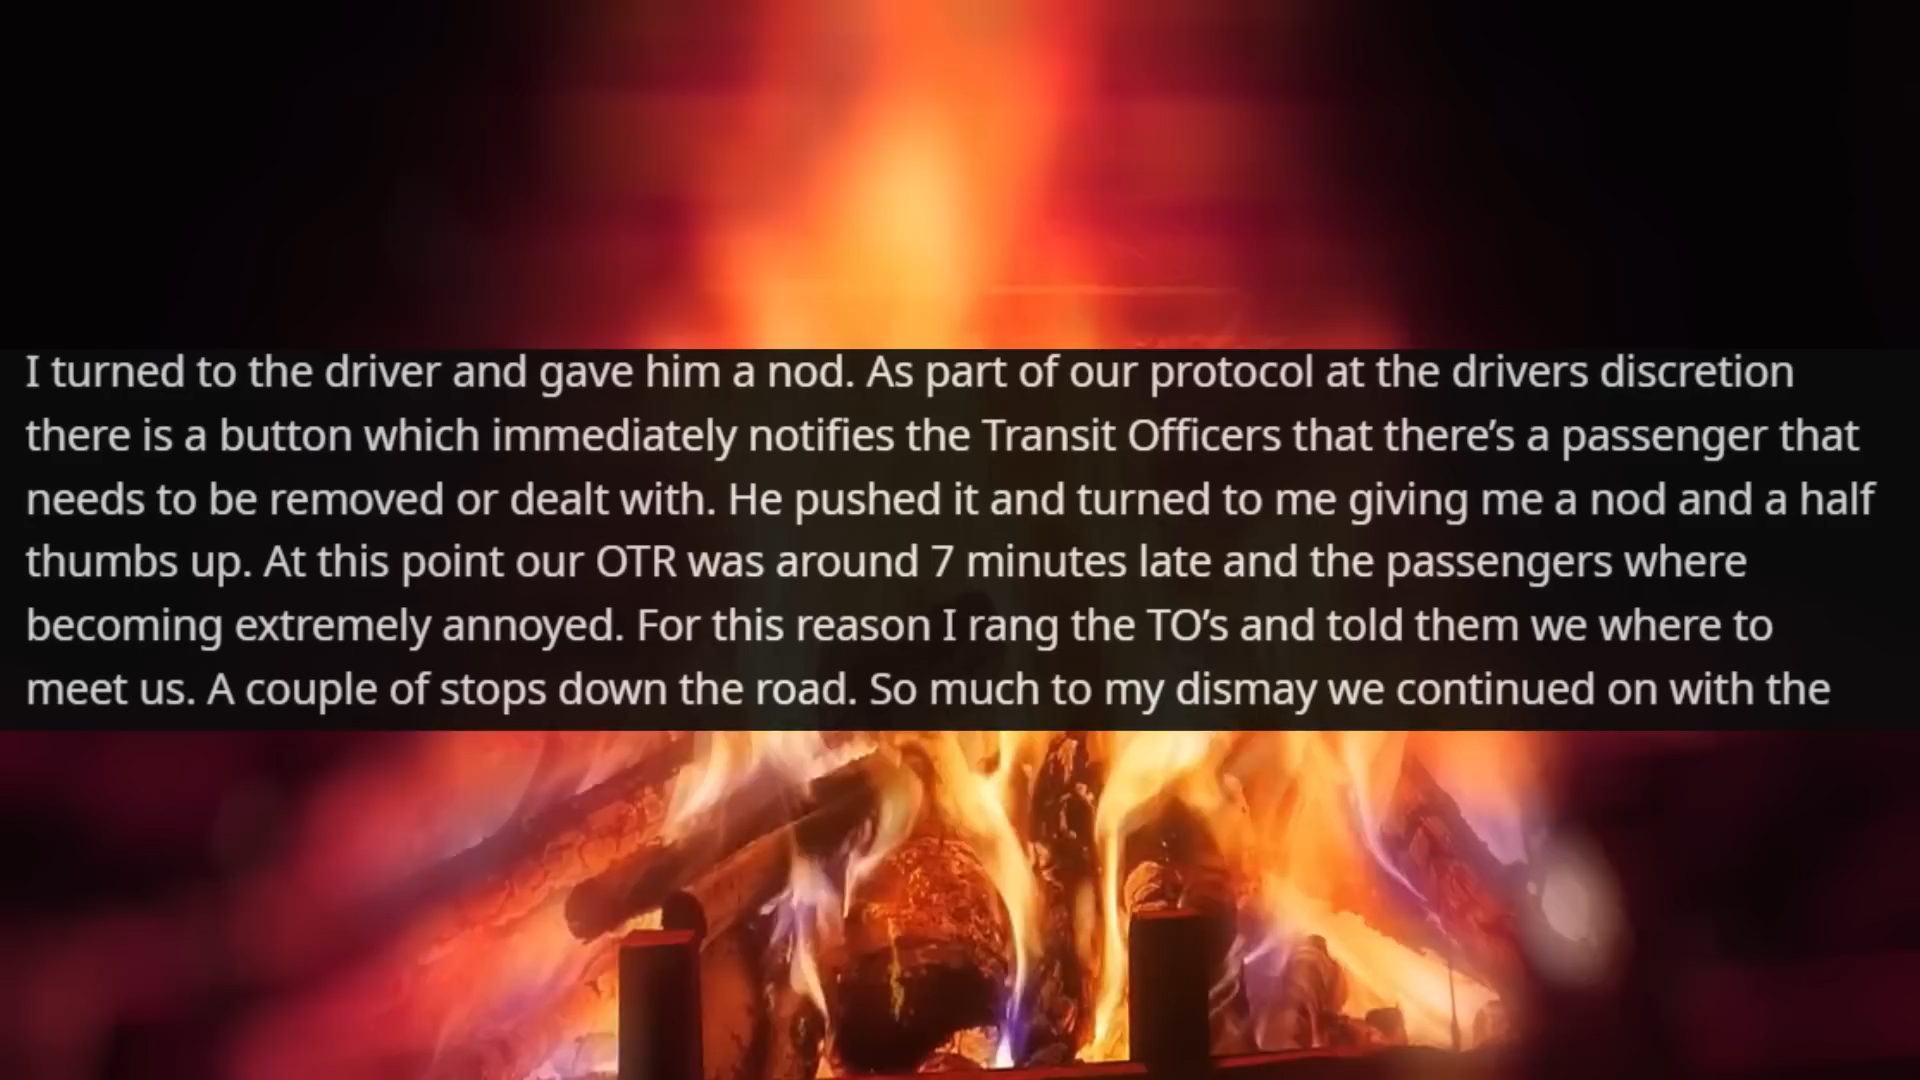 I turned to the driver and gave him a nod. As part of our protocol at the drivers discretion
there is a button which immediately notifies the Transit Officers that there’s a passenger that
needs to be removed or dealt with. He pushed it and turned to me giving me a nod and a half
thumbs up. At this point our OTR was around 7 minutes late and the passengers where
becoming extremely annoyed. For this reason I rang the TO’s and told them we where to
meet us. A couple of stops down the road. So much to my dismay we continued on with the